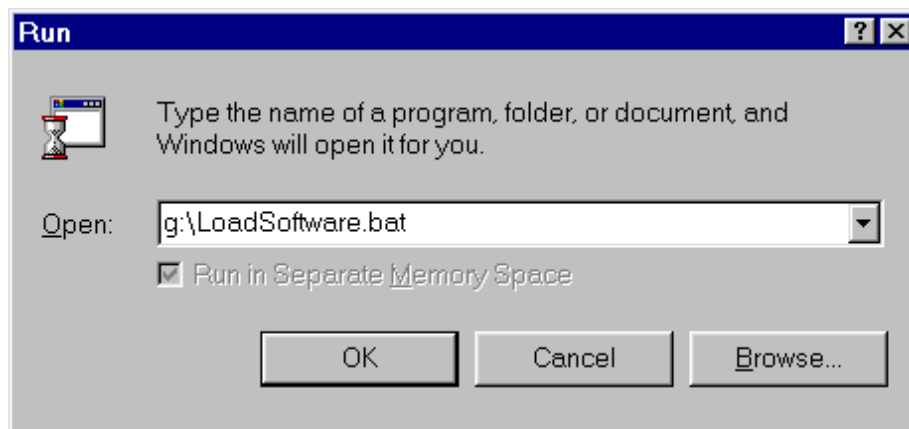 Run
Type the name of a program, folder, or document, and
Windows will open it for you.
Open:
g:\LoadSoftware.bat
Run in Separate Memory Space
OK
Cancel
Browse...